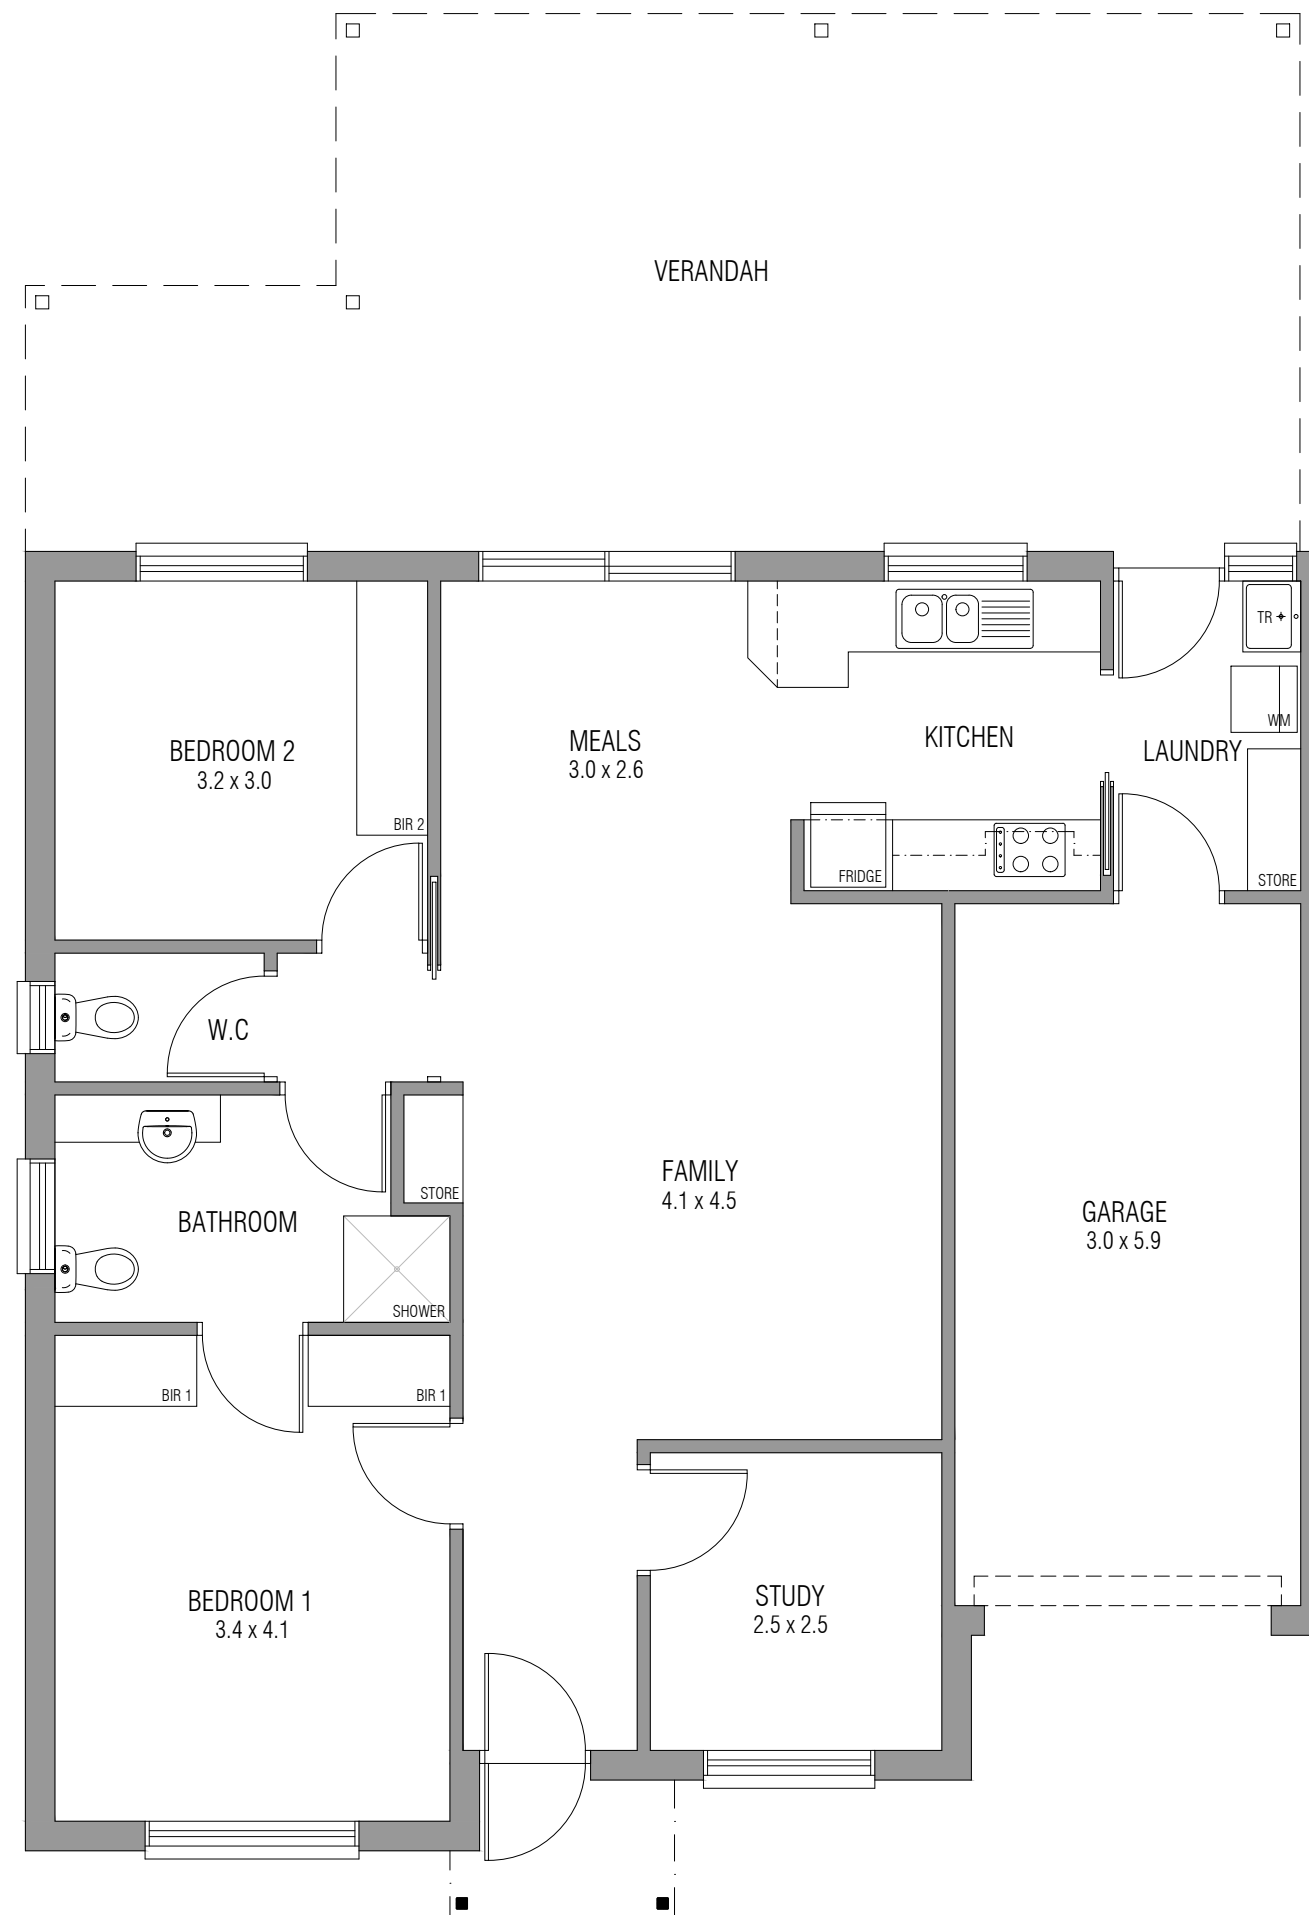 VERANDAH
BEDROOM 2
3.2 x 3.0
BIR 2
MEALS
3.0 x 2.6
KITCHEN
FRIDGE
TR
WM
LAUNDRY
STORE
W.C
BATHROOM
STORE
SHOWER
FAMILY
4.1 x 4.5
GARAGE
3.0 x 5.9
BIR 1
BIR 1
BEDROOM 1
3.4 x 4.1
STUDY
2.5 x 2.5